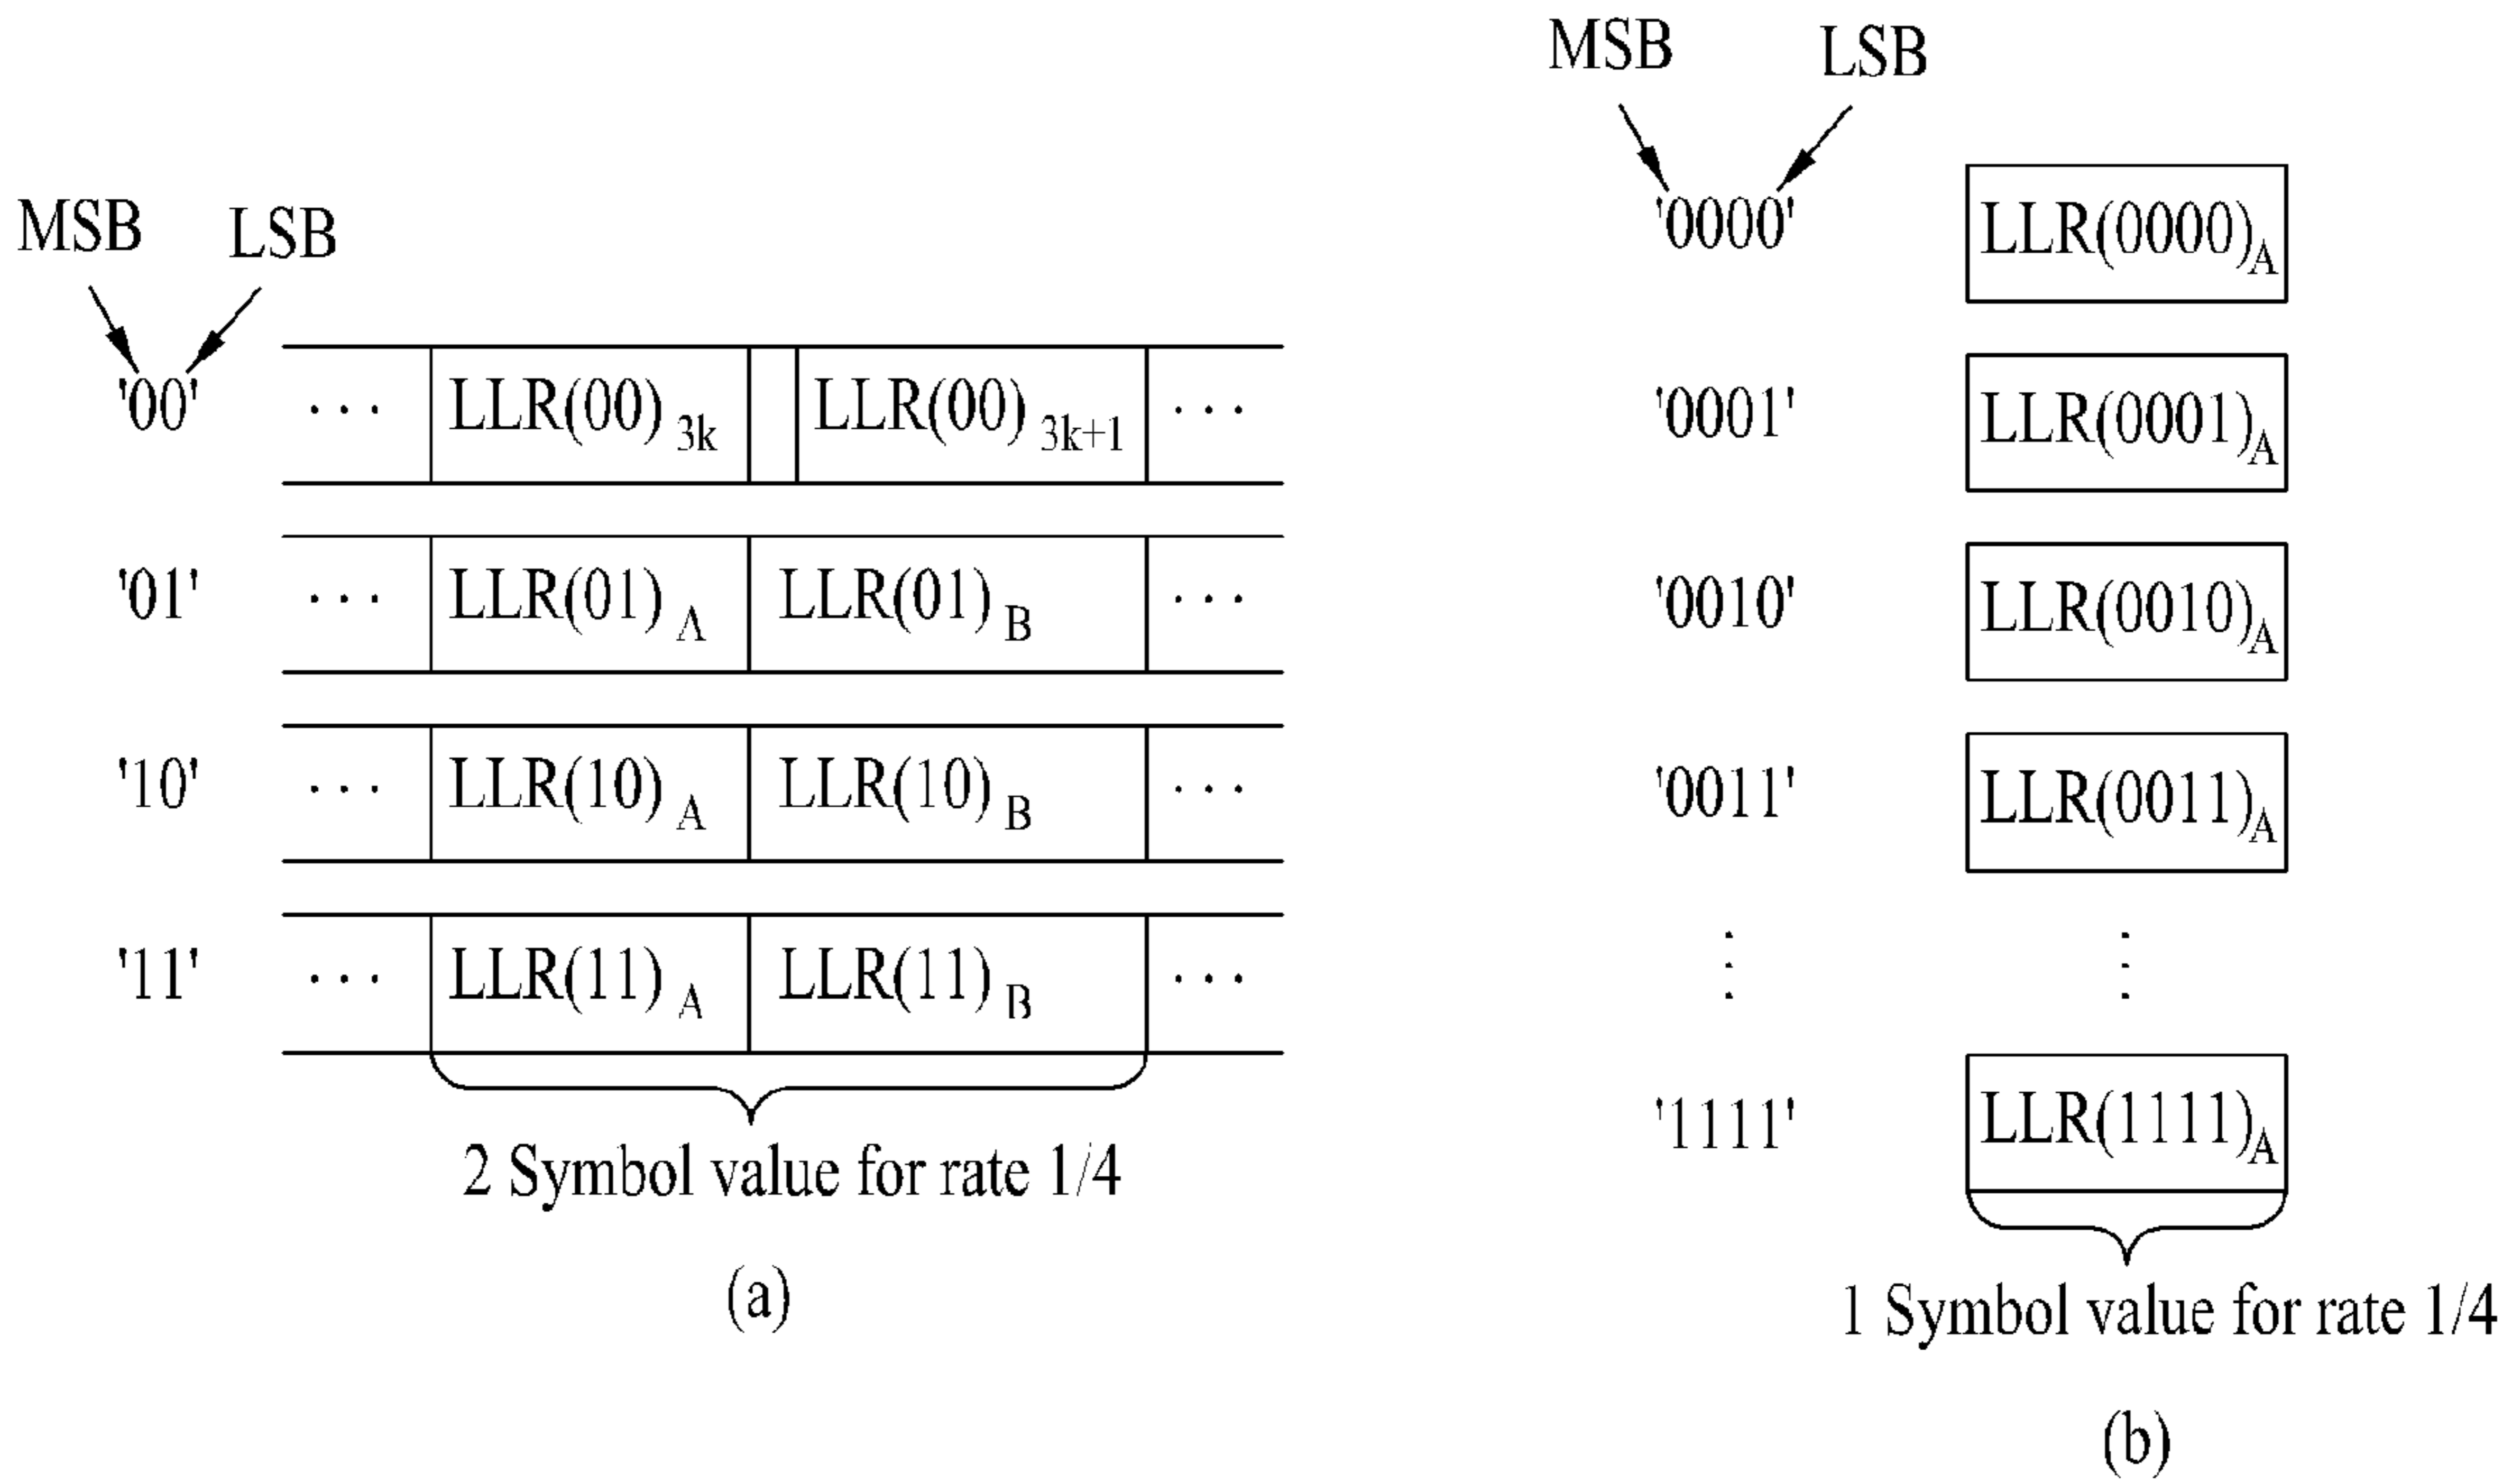 MSB LSB
'00' ... LLR(00) 3k LLR(00) 3k+1 ...
'01' ... LLR(01) A LLR(01) B ...
'10' ... LLR(10) A LLR(10) B ...
'11' ... LLR(11) A LLR(11) B ...
2 Symbol value for rate 1/4
(a)
MSB LSB
'0000' LLR(0000)A
'0001' LLR(0001)A
'0010' LLR(0010)A
'0011' LLR(0011)A
⋮ ⋮
'1111' LLR(1111)A
1 Symbol value for rate 1/4
(b)